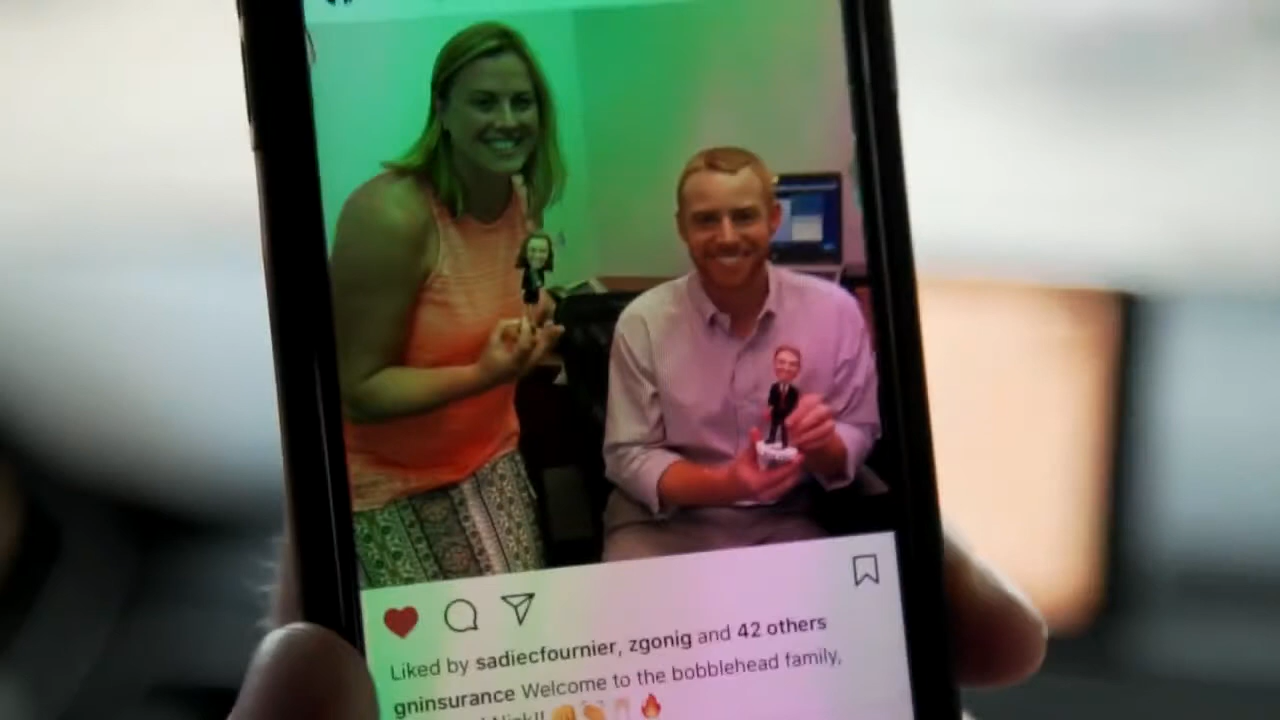 Liked by sadiecfournier, zgonig and 42 others
gninsurance Welcome to the bobblehead family,